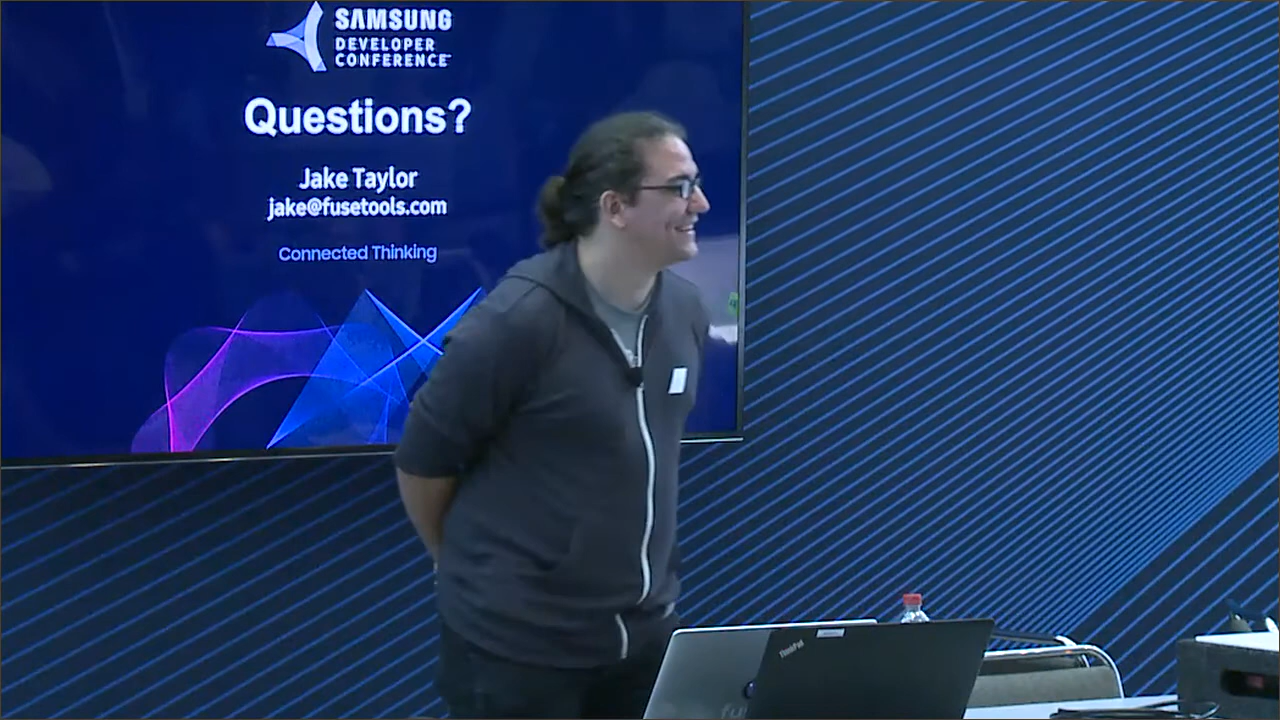 SAMSUNG
DEVELOPER
CONFERENCE
Questions?
Jake Taylor
jake@fusetools.com
Connected Thinking
ThinkPad